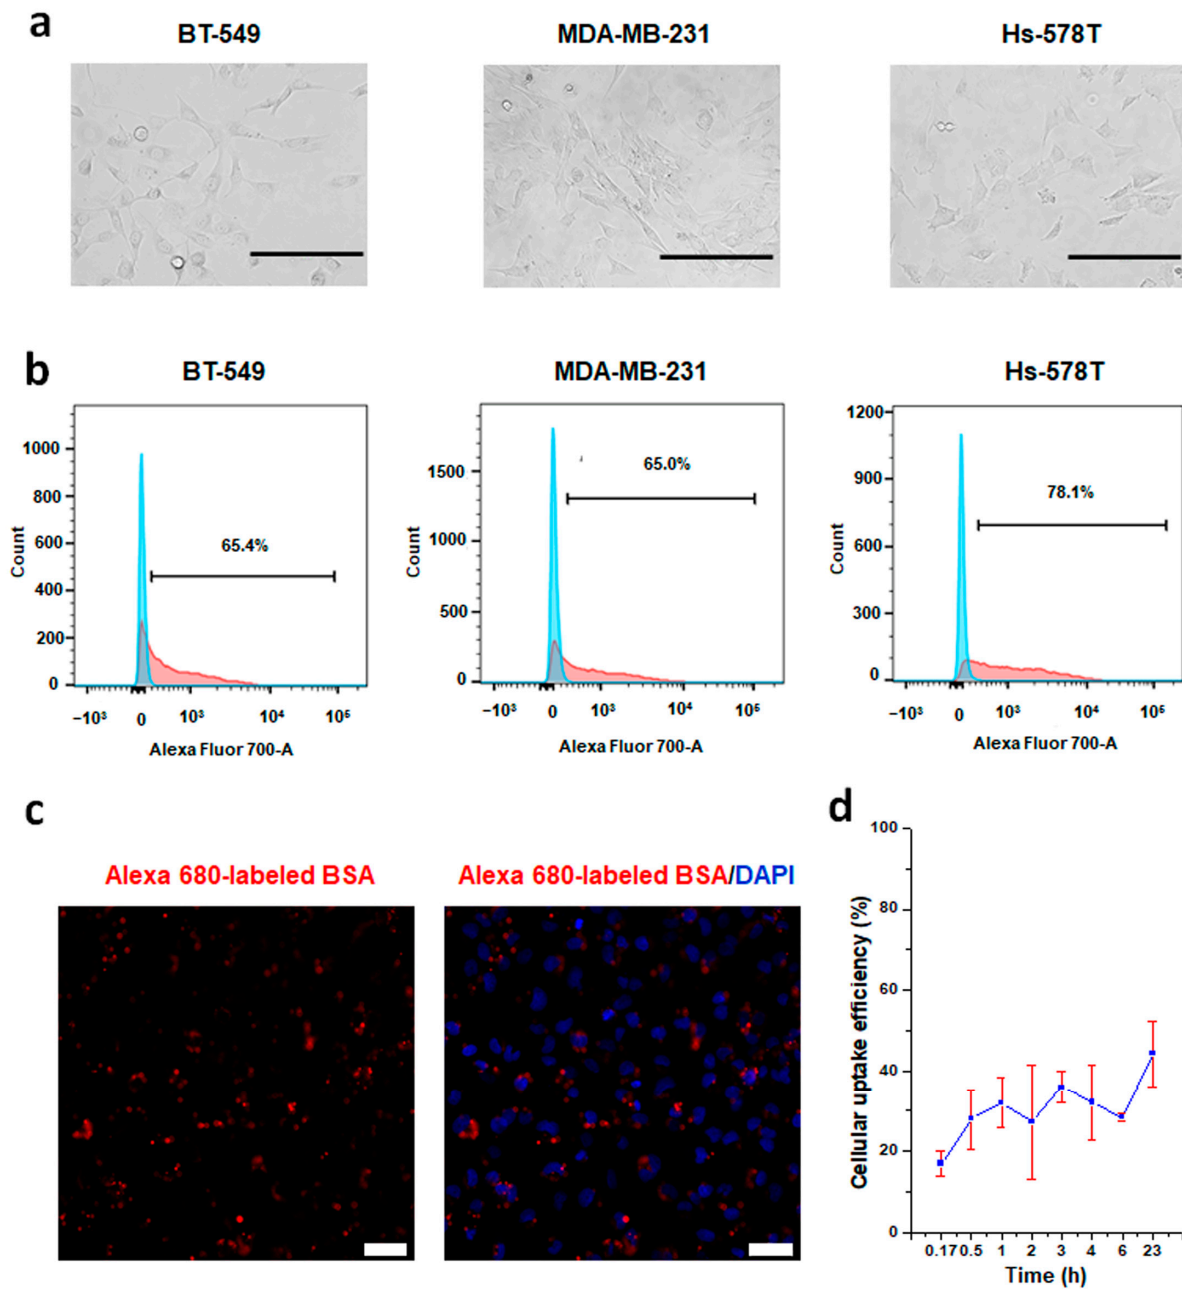 a
BT-549 MDA-MB-231 Hs-578T
b
BT-549 MDA-MB-231 Hs-578T
Count
1000
800
600
400
200
0
65.4%
−10³ 0 10³ 10⁴ 10⁵
Alexa Fluor 700-A
Count
1500
1000
500
0
65.0%
−10³ 0 10³ 10⁴ 10⁵
Alexa Fluor 700-A
Count
1200
900
600
300
0
78.1%
−10³ 0 10³ 10⁴ 10⁵
Alexa Fluor 700-A
c
Alexa 680-labeled BSA
Alexa 680-labeled BSA/DAPI
d
Cellular uptake efficiency (%)
100
80
60
40
20
0
0.17 0.5 1 2 3 4 6 23
Time (h)